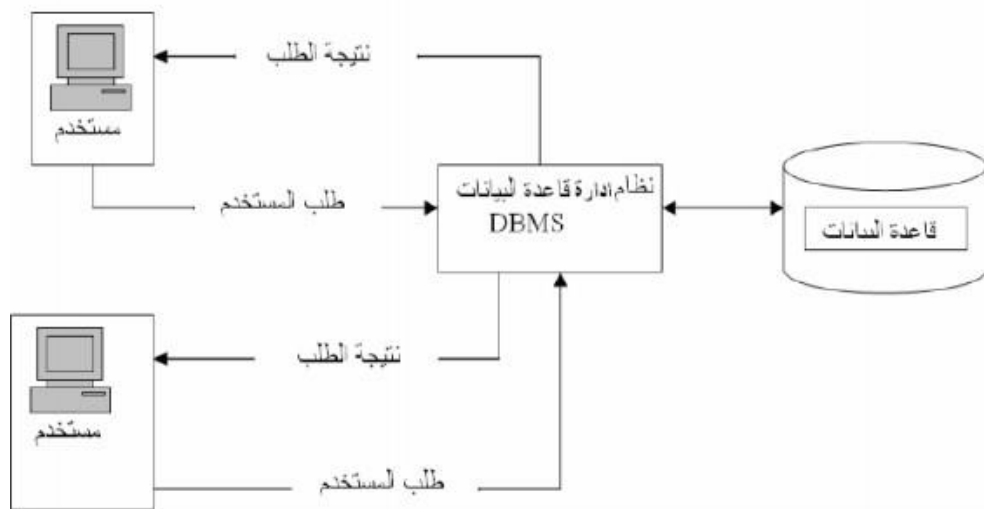 نتيجة الطلب
مستخدم
طلب المستخدم
نظام ادارة قاعدة البيانات
DBMS
قاعدة البيانات
نتيجة الطلب
مستخدم
طلب المستخدم